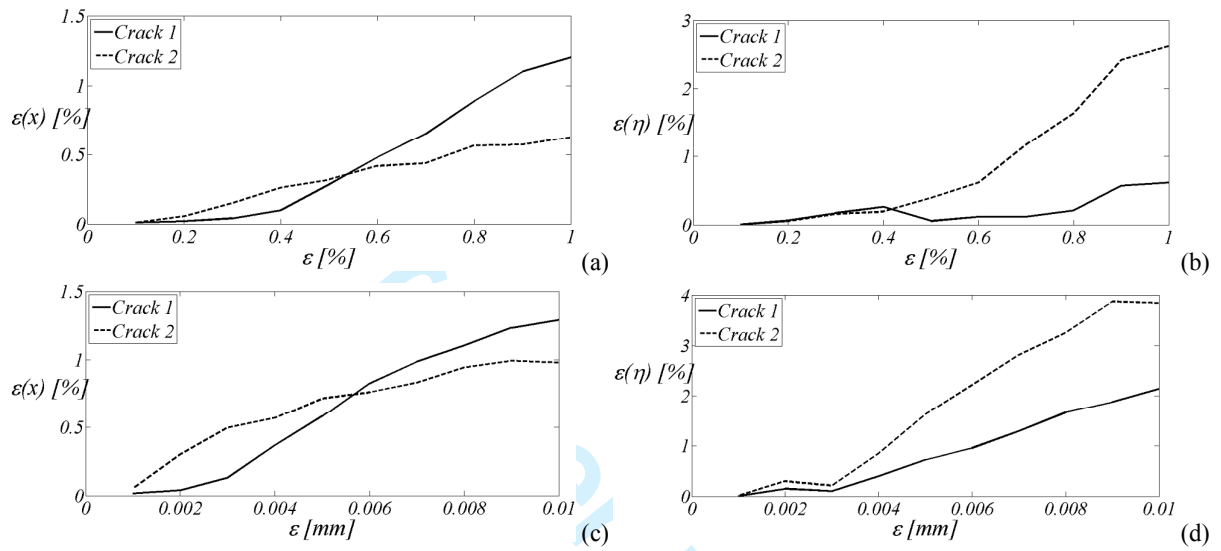 1.5
Crack 1
Crack 2
1
ε(x) [%]
0.5
0
0 0.2 0.4 0.6 0.8 1
ε [%]
(a)
3
Crack 1
Crack 2
2
ε(η) [%]
1
0
0 0.2 0.4 0.6 0.8 1
ε [%]
(b)
1.5
Crack 1
Crack 2
1
ε(x) [%]
0.5
0
0 0.002 0.004 0.006 0.008 0.01
ε [mm]
(c)
4
Crack 1
Crack 2
3
ε(η) [%]
2
1
0
0 0.002 0.004 0.006 0.008 0.01
ε [mm]
(d)